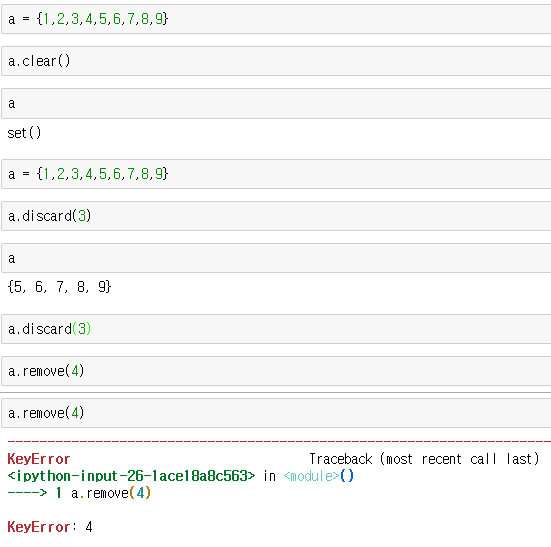 a = {1,2,3,4,5,6,7,8,9}
a.clear()
a
set()
a = {1,2,3,4,5,6,7,8,9}
a.discard(3)
a
{5, 6, 7, 8, 9}
a.discard(3)
a.remove(4)
a.remove(4)
---------------------------------------------------------------------------
KeyError Traceback (most recent call last)
<ipython-input-26-1ace18a8c563> in <module>()
----> 1 a.remove(4)
KeyError: 4